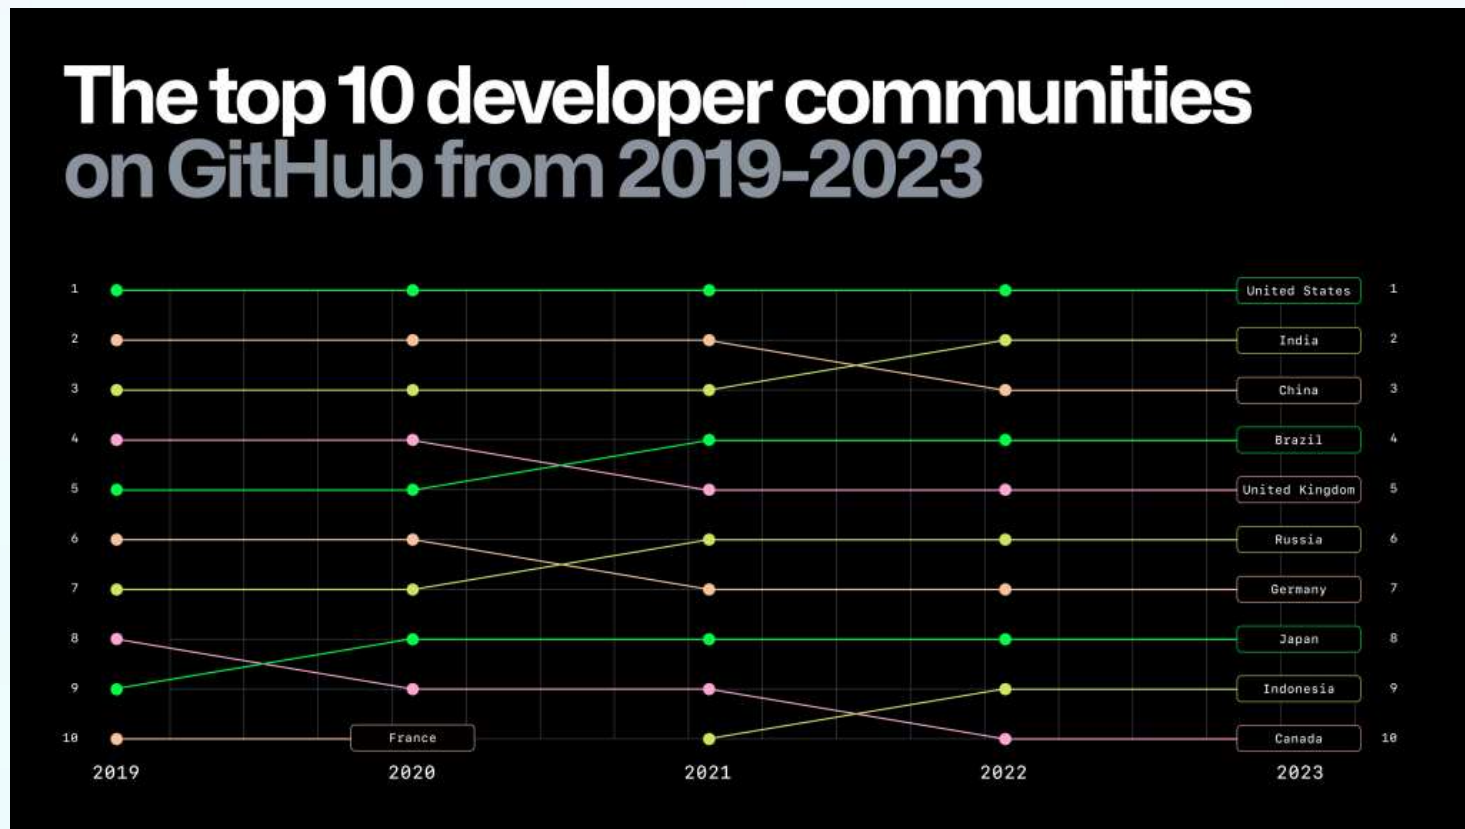 The top 10 developer communities
on GitHub from 2019-2023
1 United States 1
2 India 2
3 China 3
4 Brazil 4
5 United Kingdom 5
6 Russia 6
7 Germany 7
8 Japan 8
9 Indonesia 9
10 France Canada 10
2019 2020 2021 2022 2023